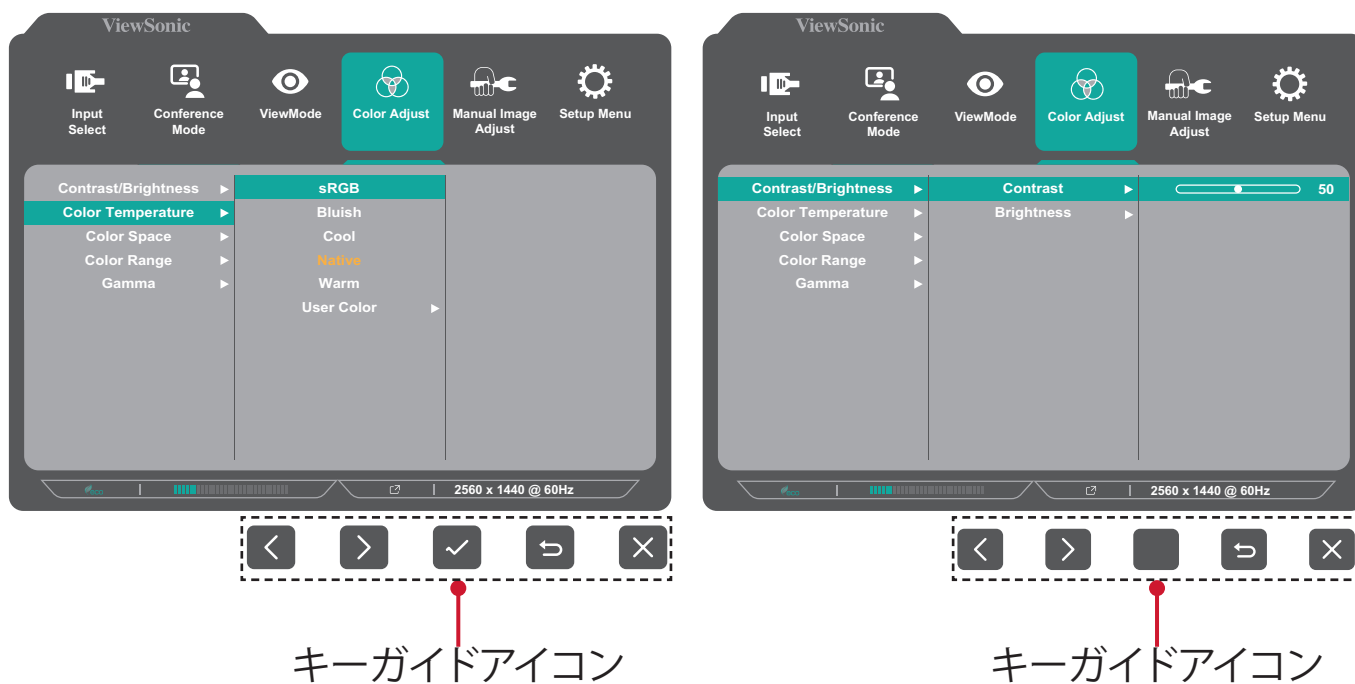 ViewSonic
Input Select
Conference Mode
ViewMode
Color Adjust
Manual Image Adjust
Setup Menu
Contrast/Brightness
sRGB
Color Temperature
Bluish
Color Space
Cool
Color Range
Native
Gamma
Warm
User Color
eco
2560 x 1440 @ 60Hz
キーガイドアイコン
ViewSonic
Input Select
Conference Mode
ViewMode
Color Adjust
Manual Image Adjust
Setup Menu
Contrast/Brightness
Contrast
50
Color Temperature
Brightness
Color Space
Color Range
Gamma
eco
2560 x 1440 @ 60Hz
キーガイドアイコン